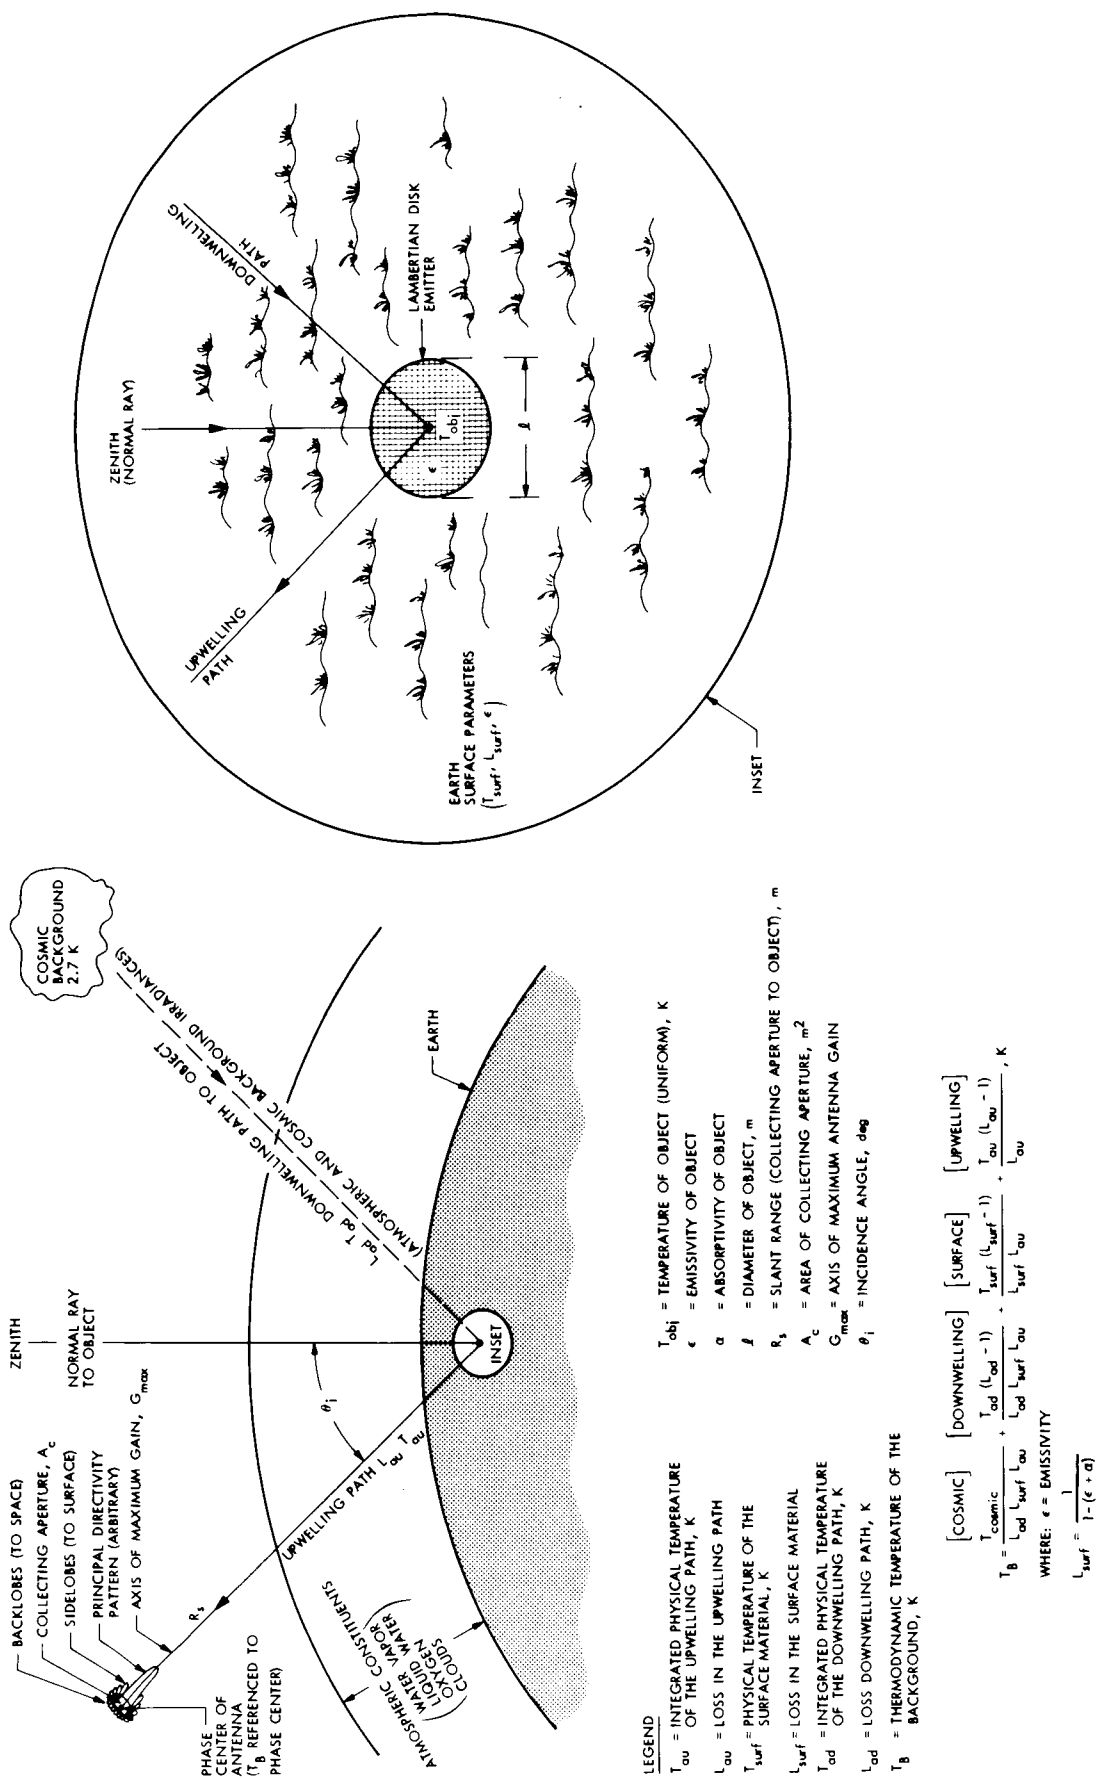 BACKLOBES (TO SPACE)
COLLECTING APERTURE, A_c
SIDELOBES (TO SURFACE)
PRINCIPAL DIRECTIVITY
PATTERN (ARBITRARY)
AXIS OF MAXIMUM GAIN, G_max
PHASE
CENTER OF
ANTENNA
(T_B REFERENCED TO
PHASE CENTER)
R_s
ZENITH
NORMAL RAY
TO OBJECT
θ_i
UPWELLING PATH L_au T_au
ATMOSPHERIC CONSTITUENTS
(WATER VAPOR
LIQUID WATER
OXYGEN
CLOUDS)
COSMIC
BACKGROUND
2.7 K
L_ad T_ad DOWNWELLING PATH TO OBJECT
(ATMOSPHERIC AND COSMIC BACKGROUND IRRADIANCES)
EARTH
INSET
ZENITH
(NORMAL RAY)
DOWNWELLING
PATH
UPWELLING
PATH
LAMBERTIAN DISK
EMITTER
ϵ
T_obj
ℓ
EARTH
SURFACE PARAMETERS
(T_surf, L_surf, ϵ)
INSET
LEGEND
T_au = INTEGRATED PHYSICAL TEMPERATURE
OF THE UPWELLING PATH, K
L_au = LOSS IN THE UPWELLING PATH
T_surf = PHYSICAL TEMPERATURE OF THE
SURFACE MATERIAL, K
L_surf = LOSS IN THE SURFACE MATERIAL
T_ad = INTEGRATED PHYSICAL TEMPERATURE
OF THE DOWNWELLING PATH, K
L_ad = LOSS DOWNWELLING PATH, K
T_B = THERMODYNAMIC TEMPERATURE OF THE
BACKGROUND, K
T_obj = TEMPERATURE OF OBJECT (UNIFORM), K
ϵ = EMISSIVITY OF OBJECT
α = ABSORPTIVITY OF OBJECT
ℓ = DIAMETER OF OBJECT, m
R_s = SLANT RANGE (COLLECTING APERTURE TO OBJECT), m
A_c = AREA OF COLLECTING APERTURE, m²
G_max = AXIS OF MAXIMUM ANTENNA GAIN
θ_i = INCIDENCE ANGLE, deg
[COSMIC] [DOWNWELLING] [SURFACE] [UPWELLING]
T_B = T_cosmic / (L_ad L_surf L_au) + T_ad (L_ad - 1) / (L_ad L_surf L_au) + T_surf (L_surf - 1) / (L_surf L_au) + T_au (L_au - 1) / L_au, K
WHERE: ϵ = EMISSIVITY
L_surf = 1 / (1 - (ϵ + α))